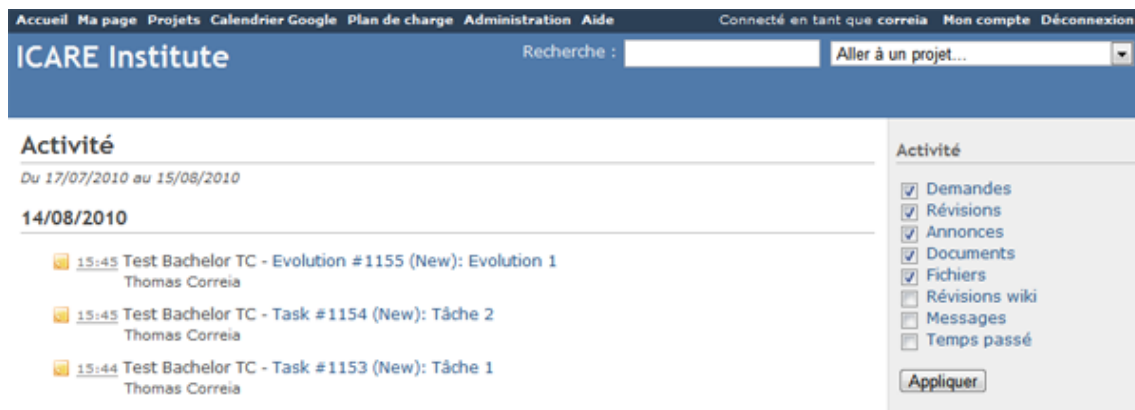 Accueil Ma page Projets Calendrier Google Plan de charge Administration Aide Connecté en tant que correia Mon compte Déconnexion
ICARE Institute Recherche : Aller à un projet...
Activité
Du 17/07/2010 au 15/08/2010
14/08/2010
15:45 Test Bachelor TC - Evolution #1155 (New): Evolution 1
Thomas Correia
15:45 Test Bachelor TC - Task #1154 (New): Tâche 2
Thomas Correia
15:44 Test Bachelor TC - Task #1153 (New): Tâche 1
Thomas Correia
Activité
Demandes
Révisions
Annonces
Documents
Fichiers
Révisions wiki
Messages
Temps passé
Appliquer